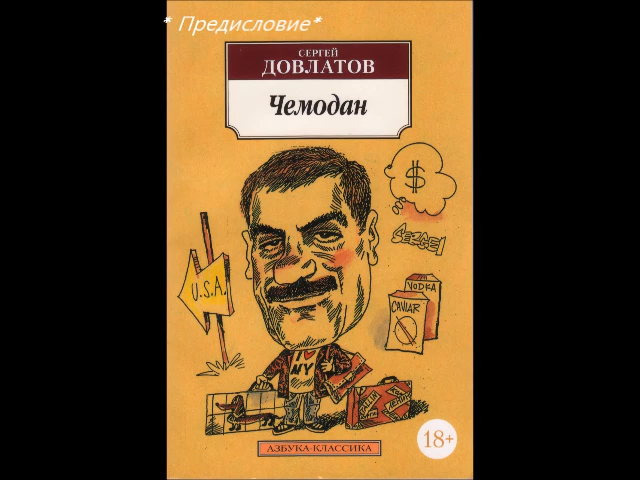 * Предисловие*
СЕРГЕЙ
ДОВЛАТОВ
Чемодан
$
SERGEI
U.S.A.
VODKA
CAVIAR
I ♥
NY
18+
АЗБУКА-КЛАССИКА